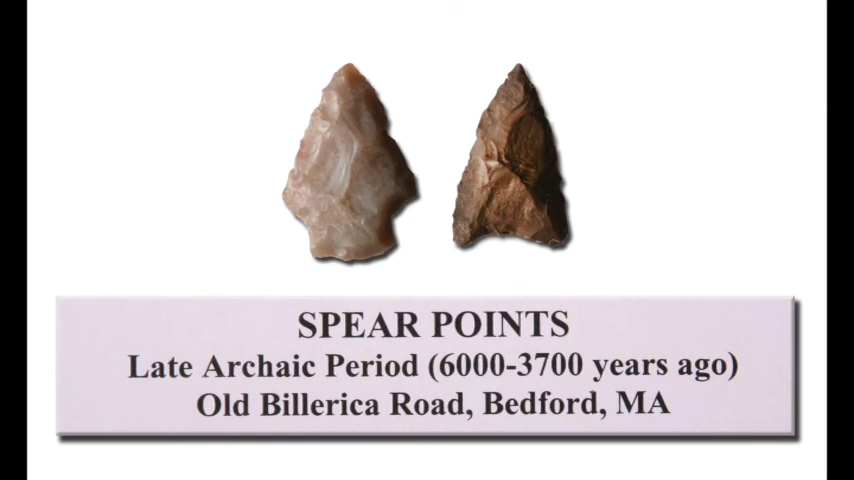 SPEAR POINTS
Late Archaic Period (6000-3700 years ago)
Old Billerica Road, Bedford, MA